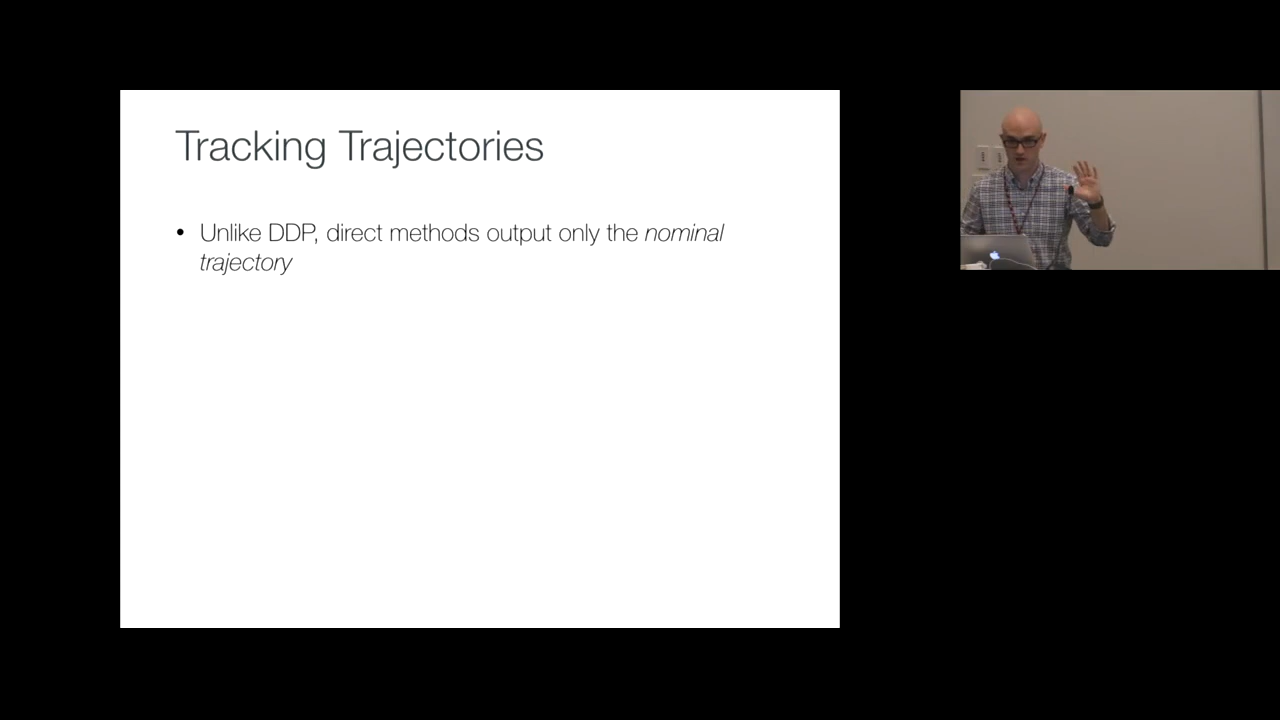 Tracking Trajectories
• Unlike DDP, direct methods output only the nominal
trajectory